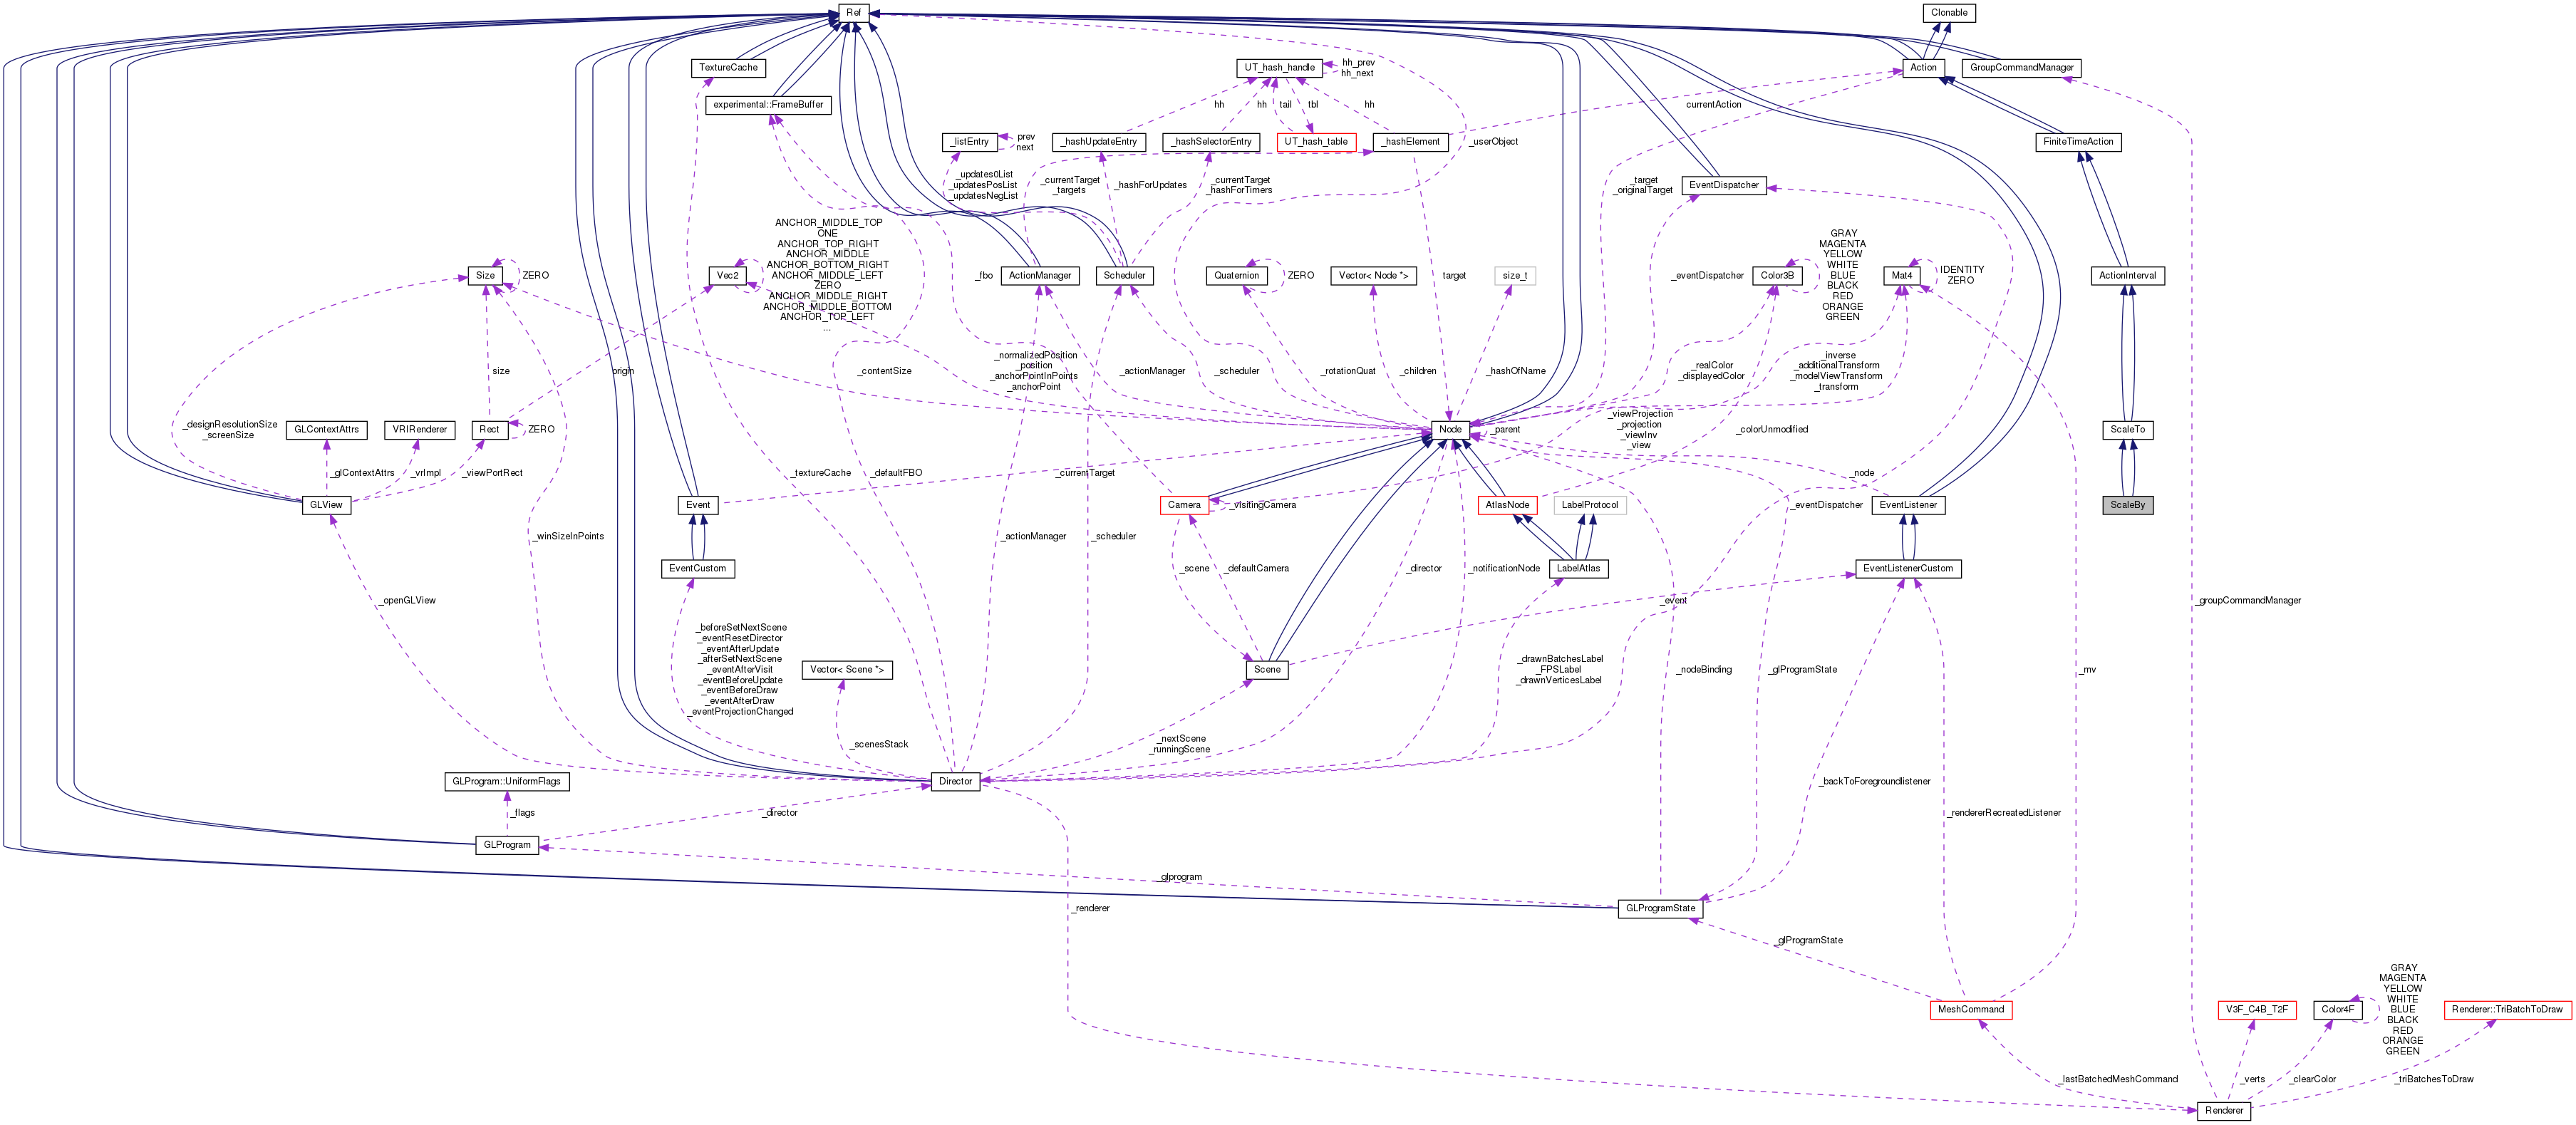 Ref
Clonable
TextureCache
UT_hash_handle
hh_prev
hh_next
Action
GroupCommandManager
experimental::FrameBuffer
hh
hh
tail
tbl
hh
currentAction
_listEntry
prev
next
_hashUpdateEntry
_hashSelectorEntry
UT_hash_table
_hashElement
_userObject
FiniteTimeAction
_updates0List
_updatesPosList
_updatesNegList
_currentTarget
_targets
_hashForUpdates
_currentTarget
_hashForTimers
_target
_originalTarget
EventDispatcher
ANCHOR_MIDDLE_TOP
ONE
ANCHOR_TOP_RIGHT
ANCHOR_MIDDLE
ANCHOR_BOTTOM_RIGHT
ANCHOR_MIDDLE_LEFT
ZERO
ANCHOR_MIDDLE_RIGHT
ANCHOR_MIDDLE_BOTTOM
ANCHOR_TOP_LEFT
...
GRAY
MAGENTA
YELLOW
WHITE
BLUE
BLACK
RED
ORANGE
GREEN
Size
ZERO
Vec2
_fbo
ActionManager
Scheduler
Quaternion
ZERO
Vector< Node *>
target
size_t
_eventDispatcher
Color3B
Mat4
IDENTITY
ZERO
ActionInterval
size
origin
_contentSize
_normalizedPosition
_position
_anchorPointInPoints
_anchorPoint
_actionManager
_scheduler
_rotationQuat
_children
_hashOfName
_realColor
_displayedColor
_inverse
_additionalTransform
_modelViewTransform
_transform
_designResolutionSize
_screenSize
GLContextAttrs
VRIRenderer
Rect
ZERO
Node
_parent
_viewProjection
_projection
_viewInv
_view
_colorUnmodified
ScaleTo
_glContextAttrs
_vrImpl
_viewPortRect
_textureCache
_defaultFBO
_currentTarget
_node
GLView
Event
Camera
_visitingCamera
AtlasNode
LabelProtocol
_eventDispatcher
EventListener
ScaleBy
_winSizeInPoints
_actionManager
_scheduler
EventCustom
_scene
_defaultCamera
_director
_notificationNode
LabelAtlas
EventListenerCustom
_openGLView
_event
_groupCommandManager
_beforeSetNextScene
_eventResetDirector
_eventAfterUpdate
_afterSetNextScene
_eventAfterVisit
_eventBeforeUpdate
_eventBeforeDraw
_eventAfterDraw
_eventProjectionChanged
Vector< Scene *>
Scene
_drawnBatchesLabel
_FPSLabel
_drawnVerticesLabel
_nodeBinding
_glProgramState
_mv
_scenesStack
_nextScene
_runningScene
GLProgram::UniformFlags
Director
_backToForegroundlistener
_flags
_director
_rendererRecreatedListener
GLProgram
_glprogram
_renderer
GLProgramState
_glProgramState
GRAY
MAGENTA
YELLOW
WHITE
BLUE
BLACK
RED
ORANGE
GREEN
MeshCommand
V3F_C4B_T2F
Color4F
Renderer::TriBatchToDraw
_lastBatchedMeshCommand
_verts
_clearColor
_triBatchesToDraw
Renderer